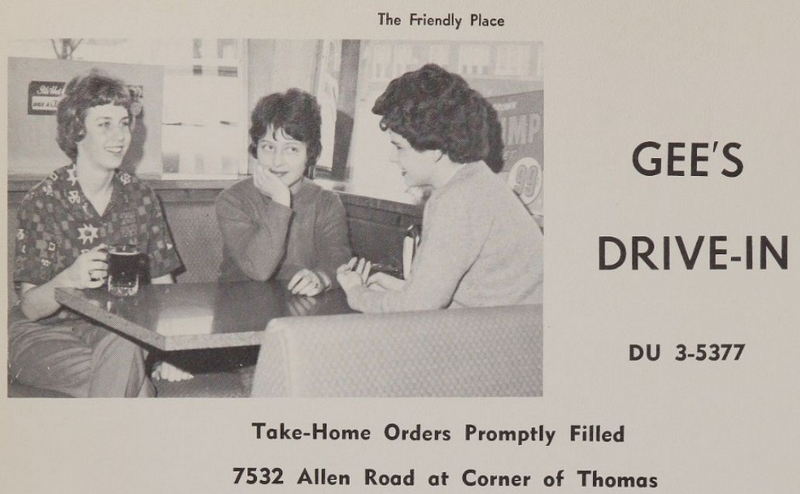 The Friendly Place
GEE'S
DRIVE-IN
DU 3-5377
Take-Home Orders Promptly Filled
7532 Allen Road at Corner of Thomas
99